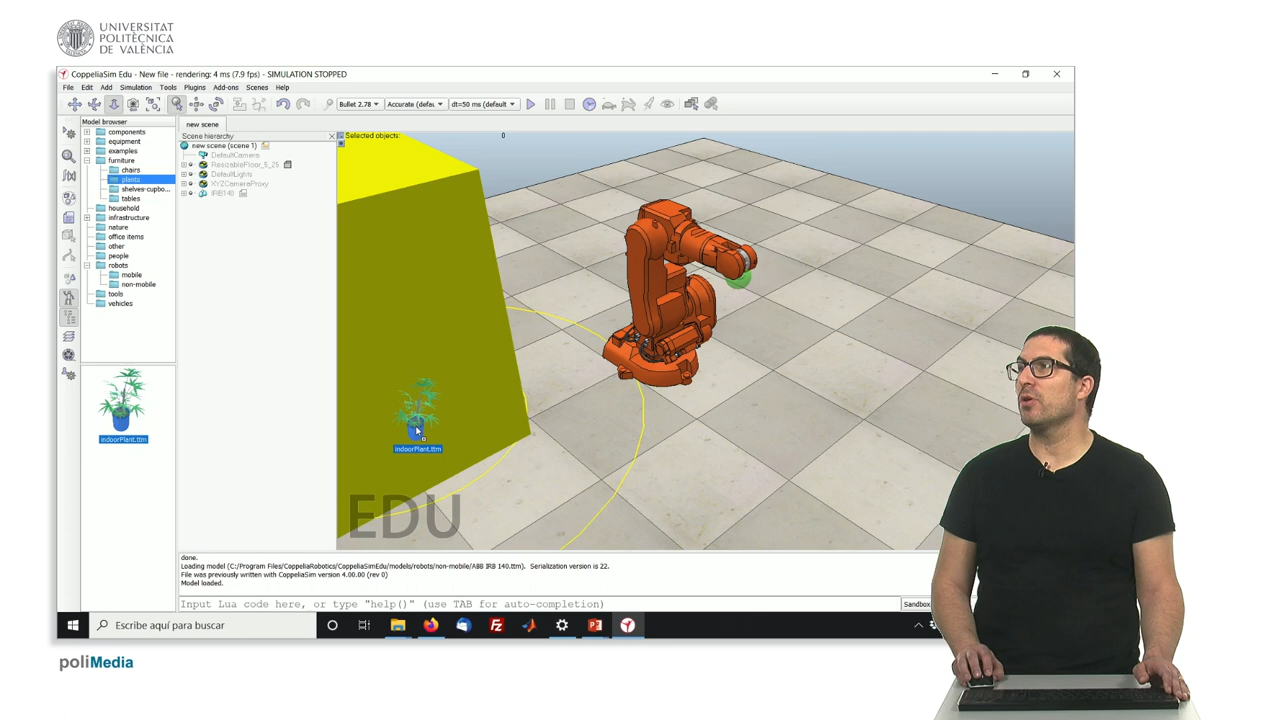 UNIVERSITAT
POLITÈCNICA
DE VALÈNCIA
CoppeliaSim Edu - New file - rendering: 4 ms (7.9 fps) - SIMULATION STOPPED
File Edit Add Simulation Tools Plugins Add-ons Scenes Help
Bullet 2.78 Accurate (defau dt=50 ms (default
Model browser
components
equipment
examples
furniture
chairs
plants
shelves-cupbo...
tables
household
infrastructure
nature
office items
other
people
robots
mobile
non-mobile
tools
vehicles
indoorPlant.ttm
new scene
Scene hierarchy
new scene (scene 1)
DefaultCamera
ResizableFloor_5_25
DefaultLights
XYZCameraProxy
IRB140
Selected objects: 0
indoorPlant.ttm
EDU
done.
Loading model (C:/Program Files/CoppeliaRobotics/CoppeliaSimEdu/models/robots/non-mobile/ABB IRB 140.ttm). Serialization version is 22.
File was previously written with CoppeliaSim version 4.00.00 (rev 0)
Model loaded.
Input Lua code here, or type "help()" (use TAB for auto-completion)
Sandbox
Escribe aquí para buscar
poliMedia